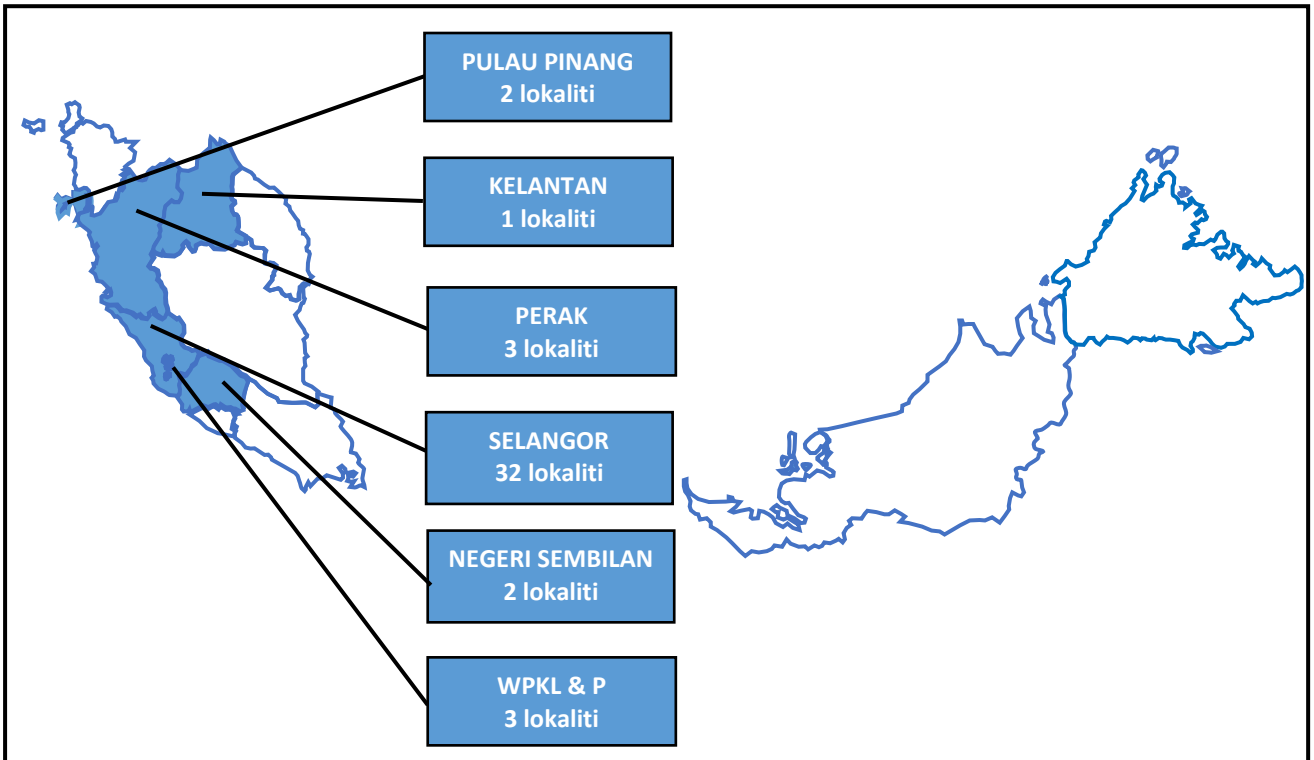 PULAU PINANG
2 lokaliti
KELANTAN
1 lokaliti
PERAK
3 lokaliti
SELANGOR
32 lokaliti
NEGERI SEMBILAN
2 lokaliti
WPKL & P
3 lokaliti